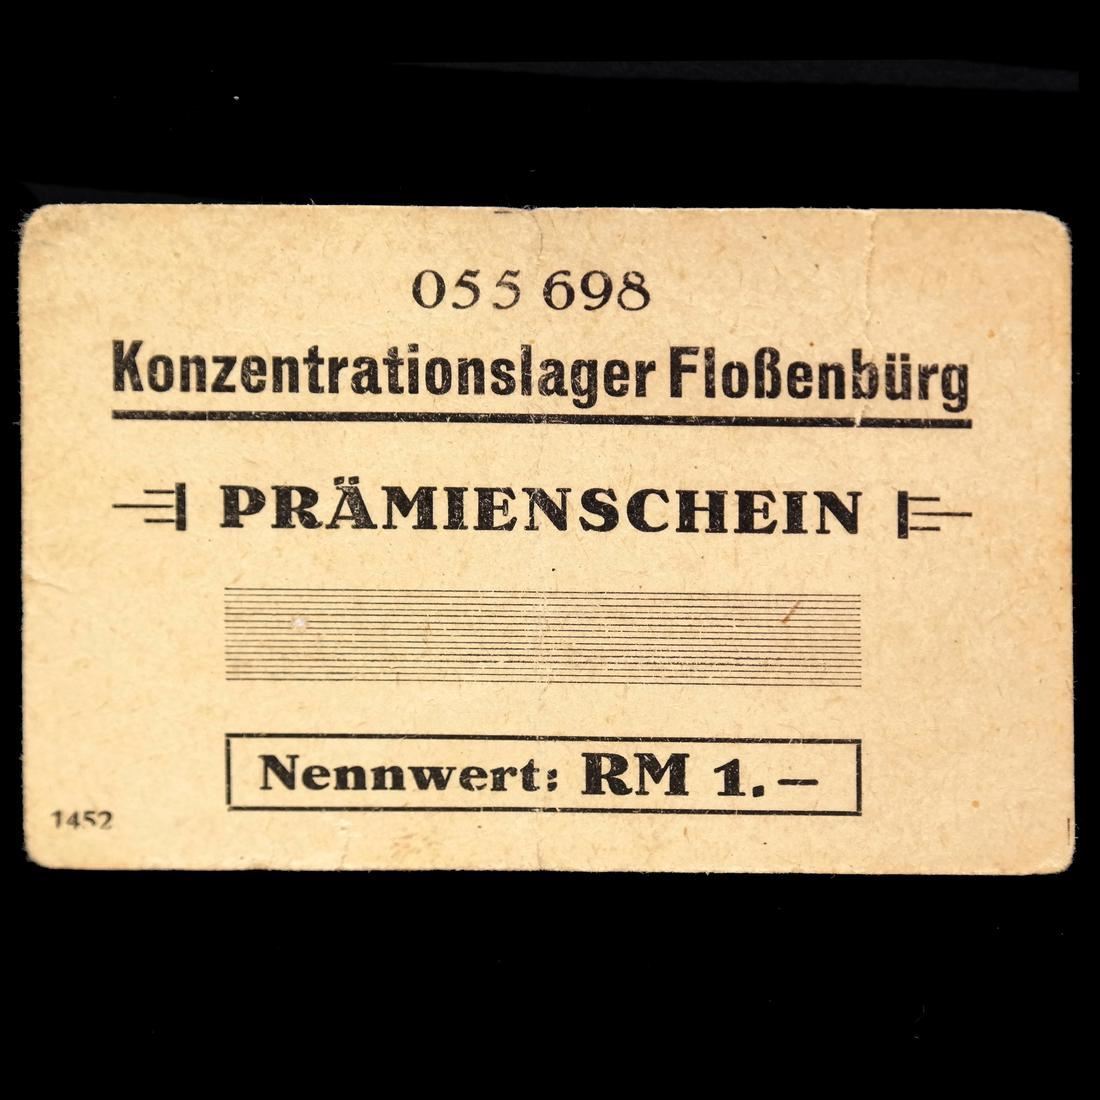 055 698
Konzentrationslager Floßenbürg
PRÄMIENSCHEIN
Nennwert: RM 1.–
1452